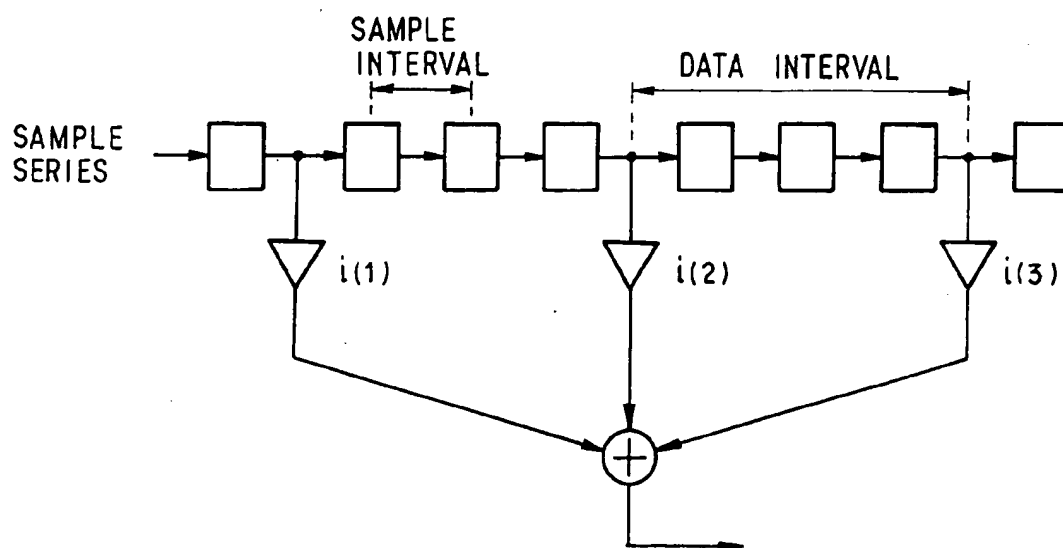 SAMPLE
INTERVAL
DATA INTERVAL
SAMPLE
SERIES
i(1)
i(2)
i(3)